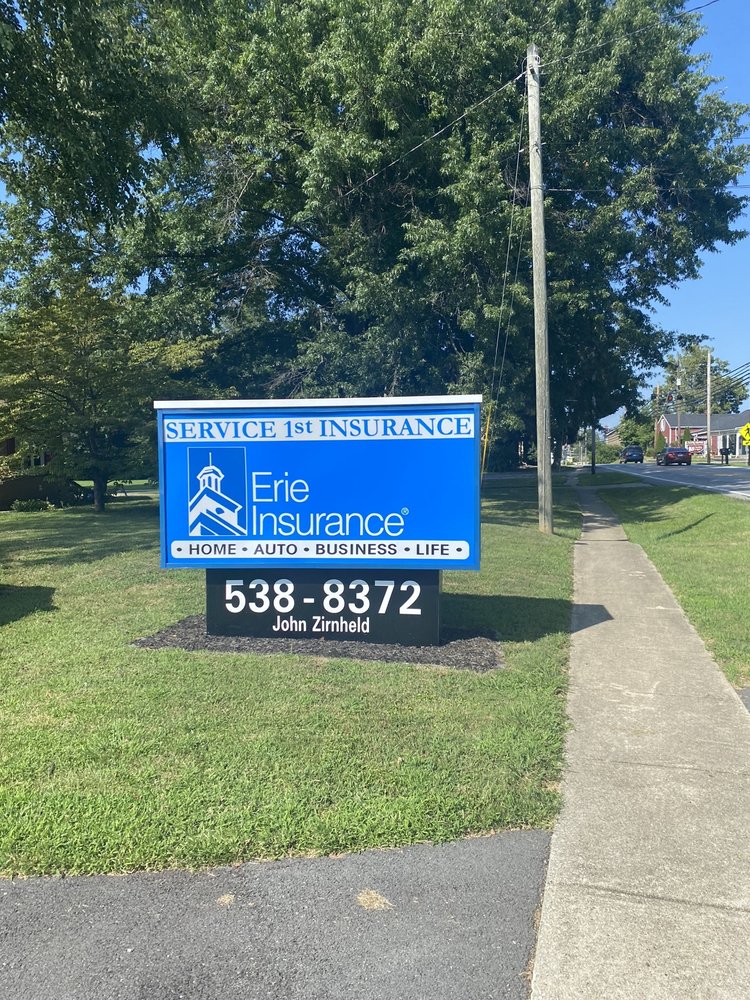 SERVICE 1st INSURANCE
Erie
Insurance®
• HOME • AUTO • BUSINESS • LIFE •
538-8372
John Zirnheld